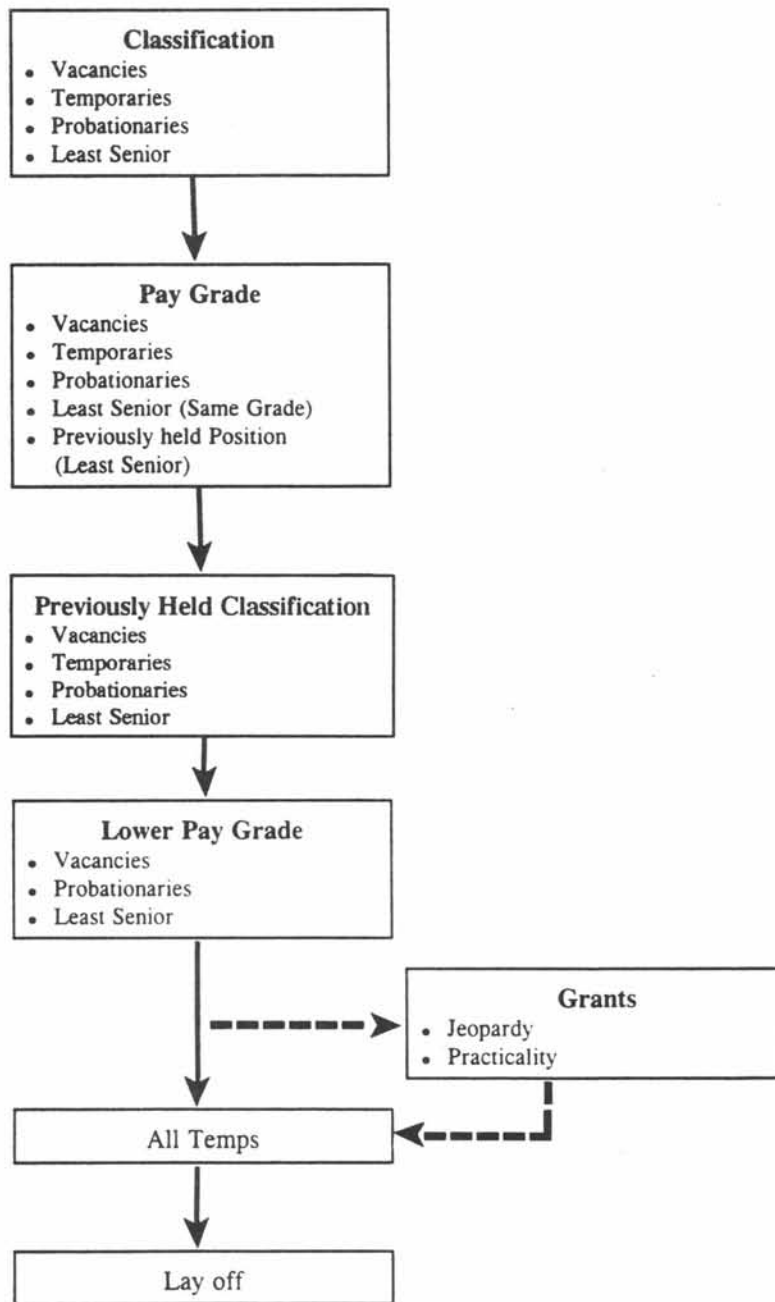 Classification
• Vacancies
• Temporaries
• Probationaries
• Least Senior
Pay Grade
• Vacancies
• Temporaries
• Probationaries
• Least Senior (Same Grade)
• Previously held Position
(Least Senior)
Previously Held Classification
• Vacancies
• Temporaries
• Probationaries
• Least Senior
Lower Pay Grade
• Vacancies
• Probationaries
• Least Senior
Grants
• Jeopardy
• Practicality
All Temps
Lay off